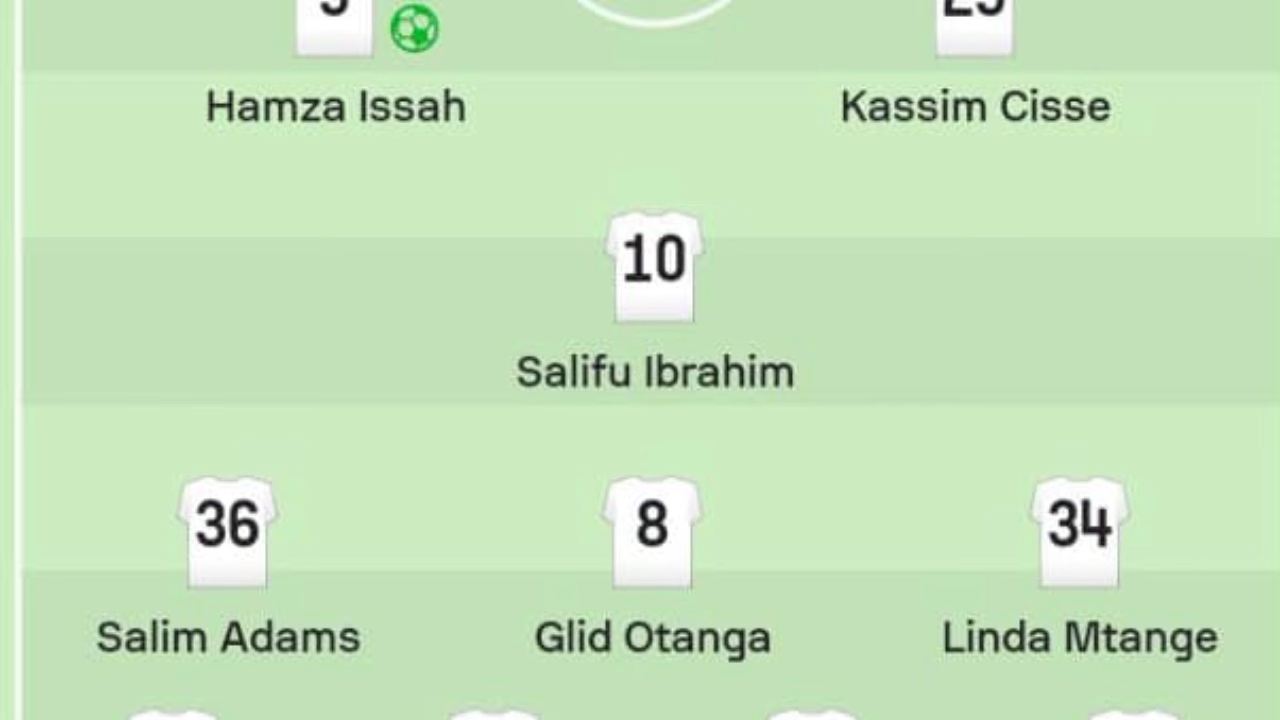 Hamza Issah
Kassim Cisse
10
Salifu Ibrahim
36
8
34
Salim Adams
Glid Otanga
Linda Mtange